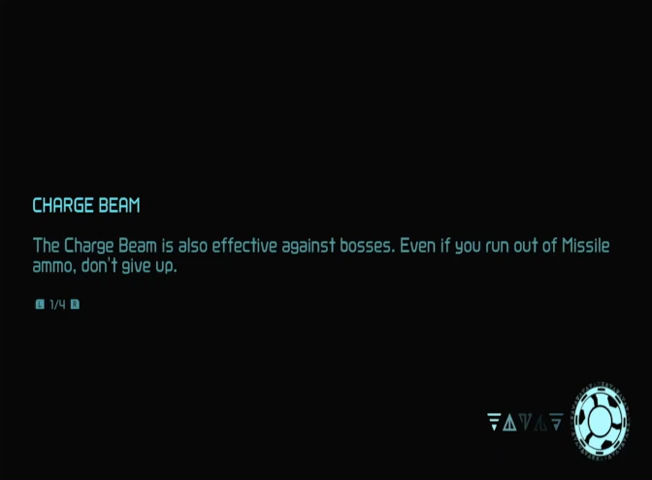 CHARGE BEAM
The Charge Beam is also effective against bosses. Even if you run out of Missile
ammo, don't give up.
L 1/4 R